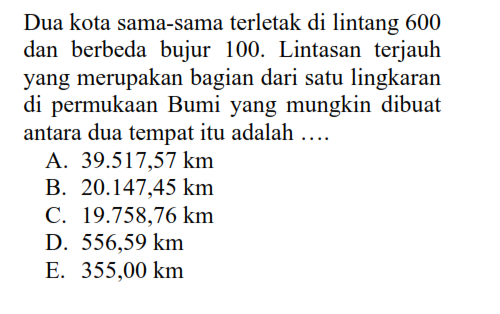 Dua kota sama-sama terletak di lintang 600
dan berbeda bujur 100. Lintasan terjauh
yang merupakan bagian dari satu lingkaran
di permukaan Bumi yang mungkin dibuat
antara dua tempat itu adalah ....
A. 39.517,57 km
B. 20.147,45 km
C. 19.758,76 km
D. 556,59 km
E. 355,00 km